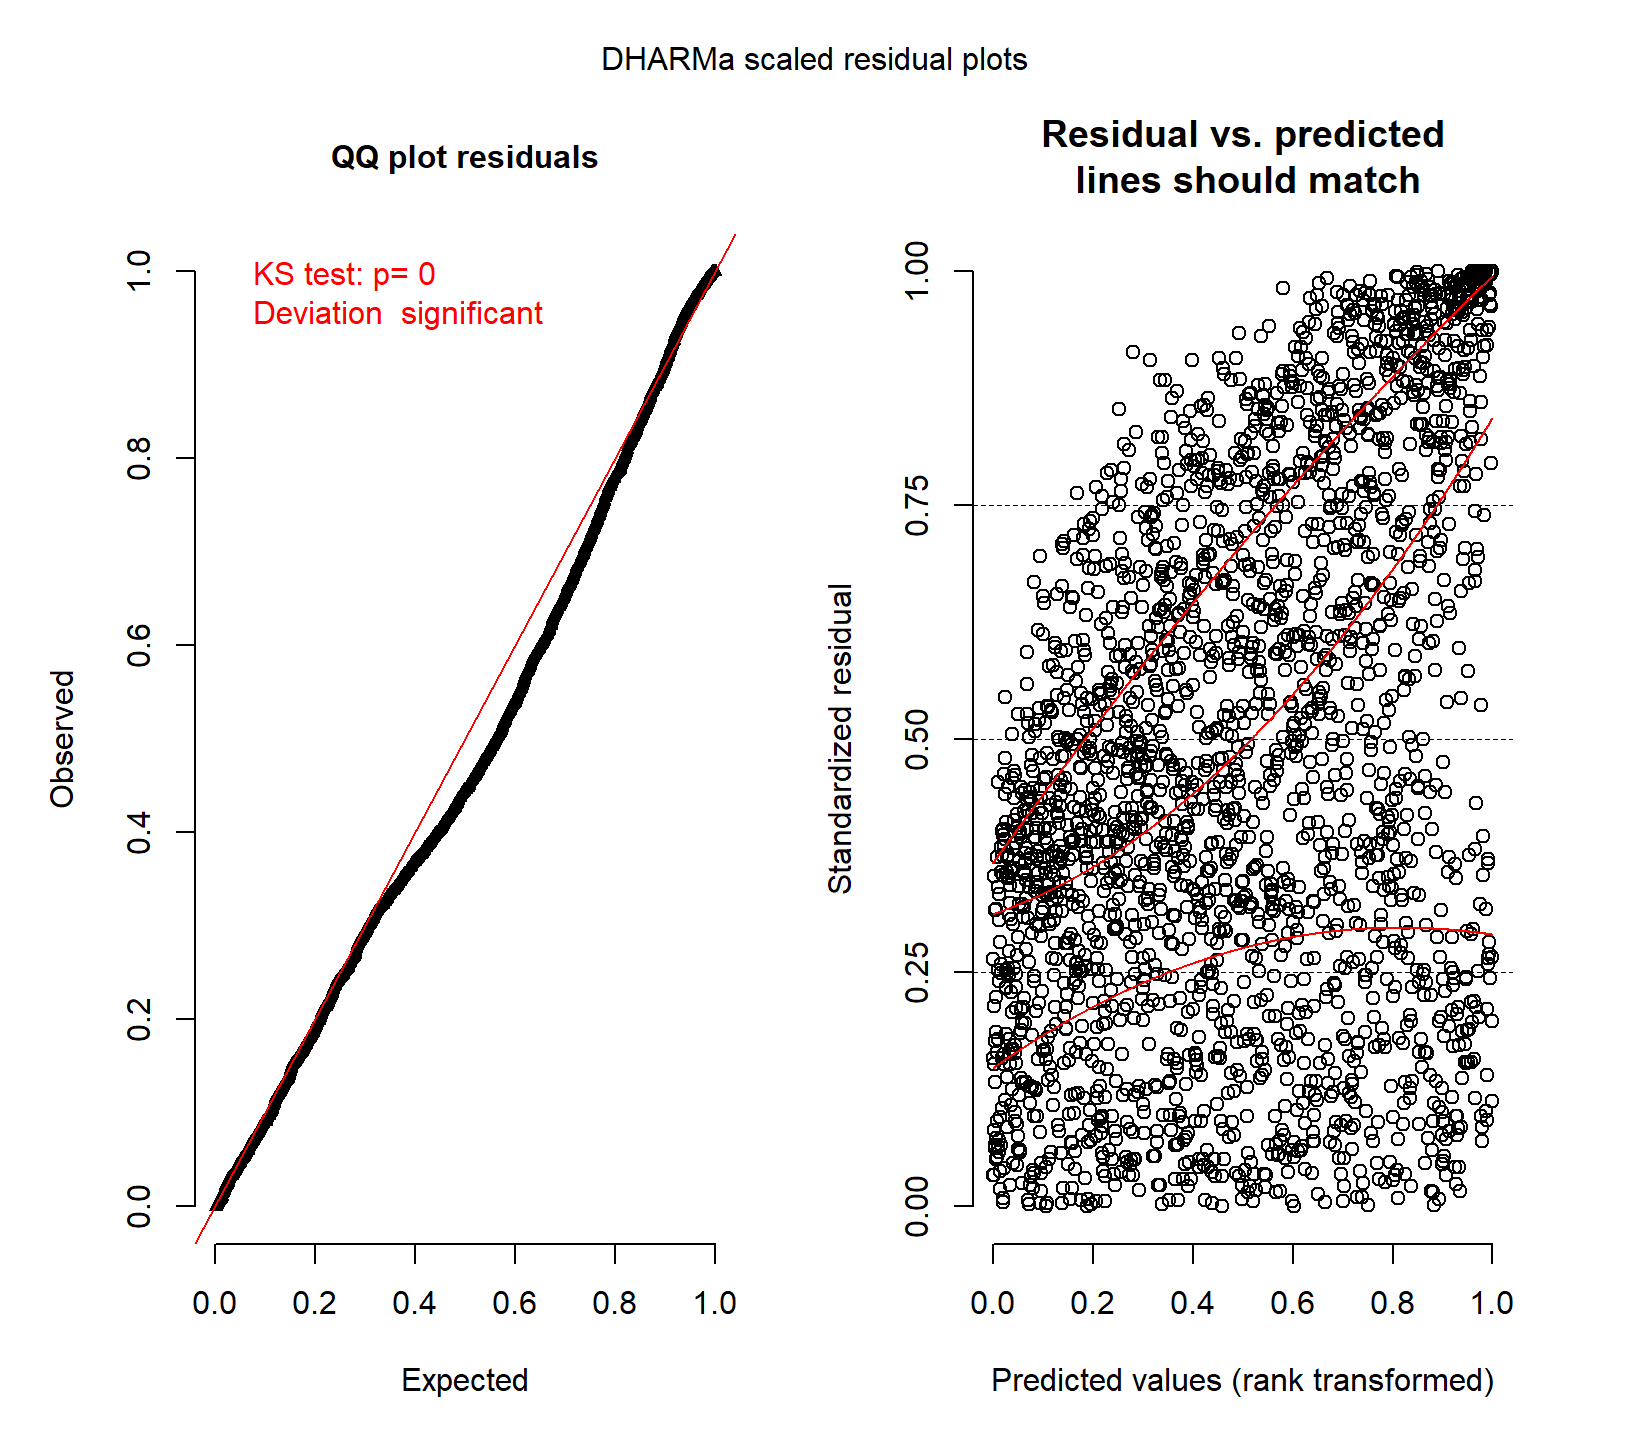 DHARMa scaled residual plots
QQ plot residuals
KS test: p= 0
Deviation  significant
Observed
0.0 0.2 0.4 0.6 0.8 1.0
0.0 0.2 0.4 0.6 0.8 1.0
Expected
Residual vs. predicted
lines should match
Standardized residual
0.00 0.25 0.50 0.75 1.00
0.0 0.2 0.4 0.6 0.8 1.0
Predicted values (rank transformed)